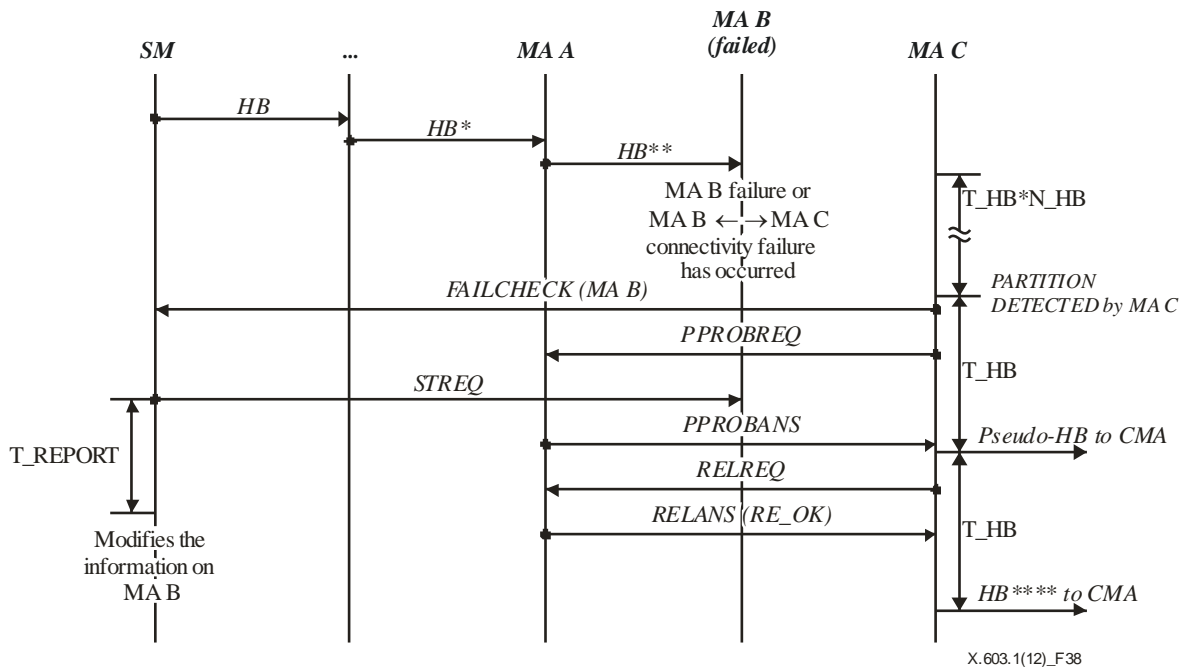 MA B
(failed)
SM
...
MA A
MA C
HB
HB*
HB**
MA B failure or
MA B ←→ MA C
connectivity failure
has occurred
T_HB*N_HB
PARTITION
DETECTED by MA C
FAILCHECK (MA B)
PPROBREQ
T_HB
STREQ
PPROBANS
Pseudo-HB to CMA
T_REPORT
RELREQ
RELANS (RE_OK)
T_HB
Modifies the
information on
MA B
HB**** to CMA
X.603.1(12)_F38